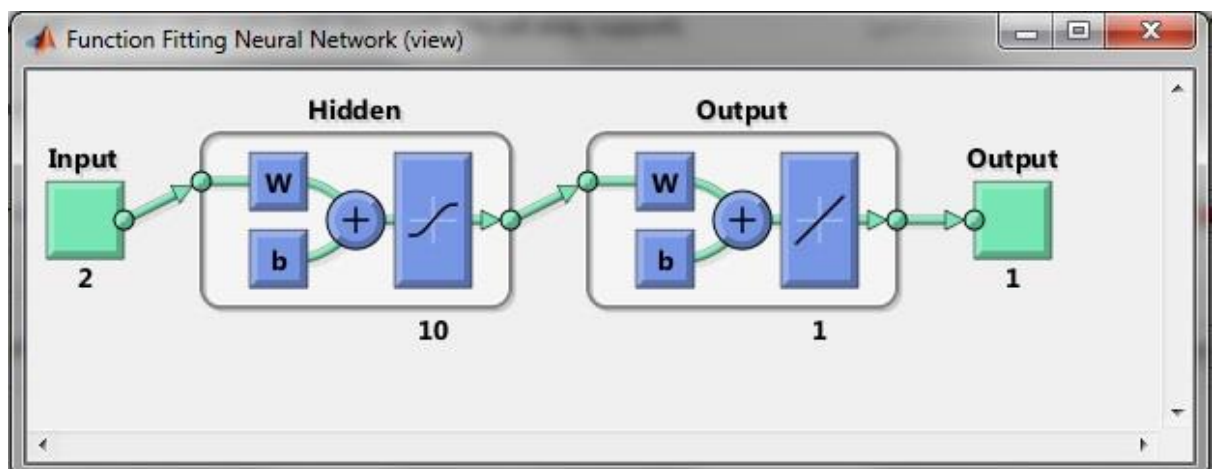 Function Fitting Neural Network (view)
Hidden
Output
Input
W
b
+
W
b
+
Output
2
10
1
1